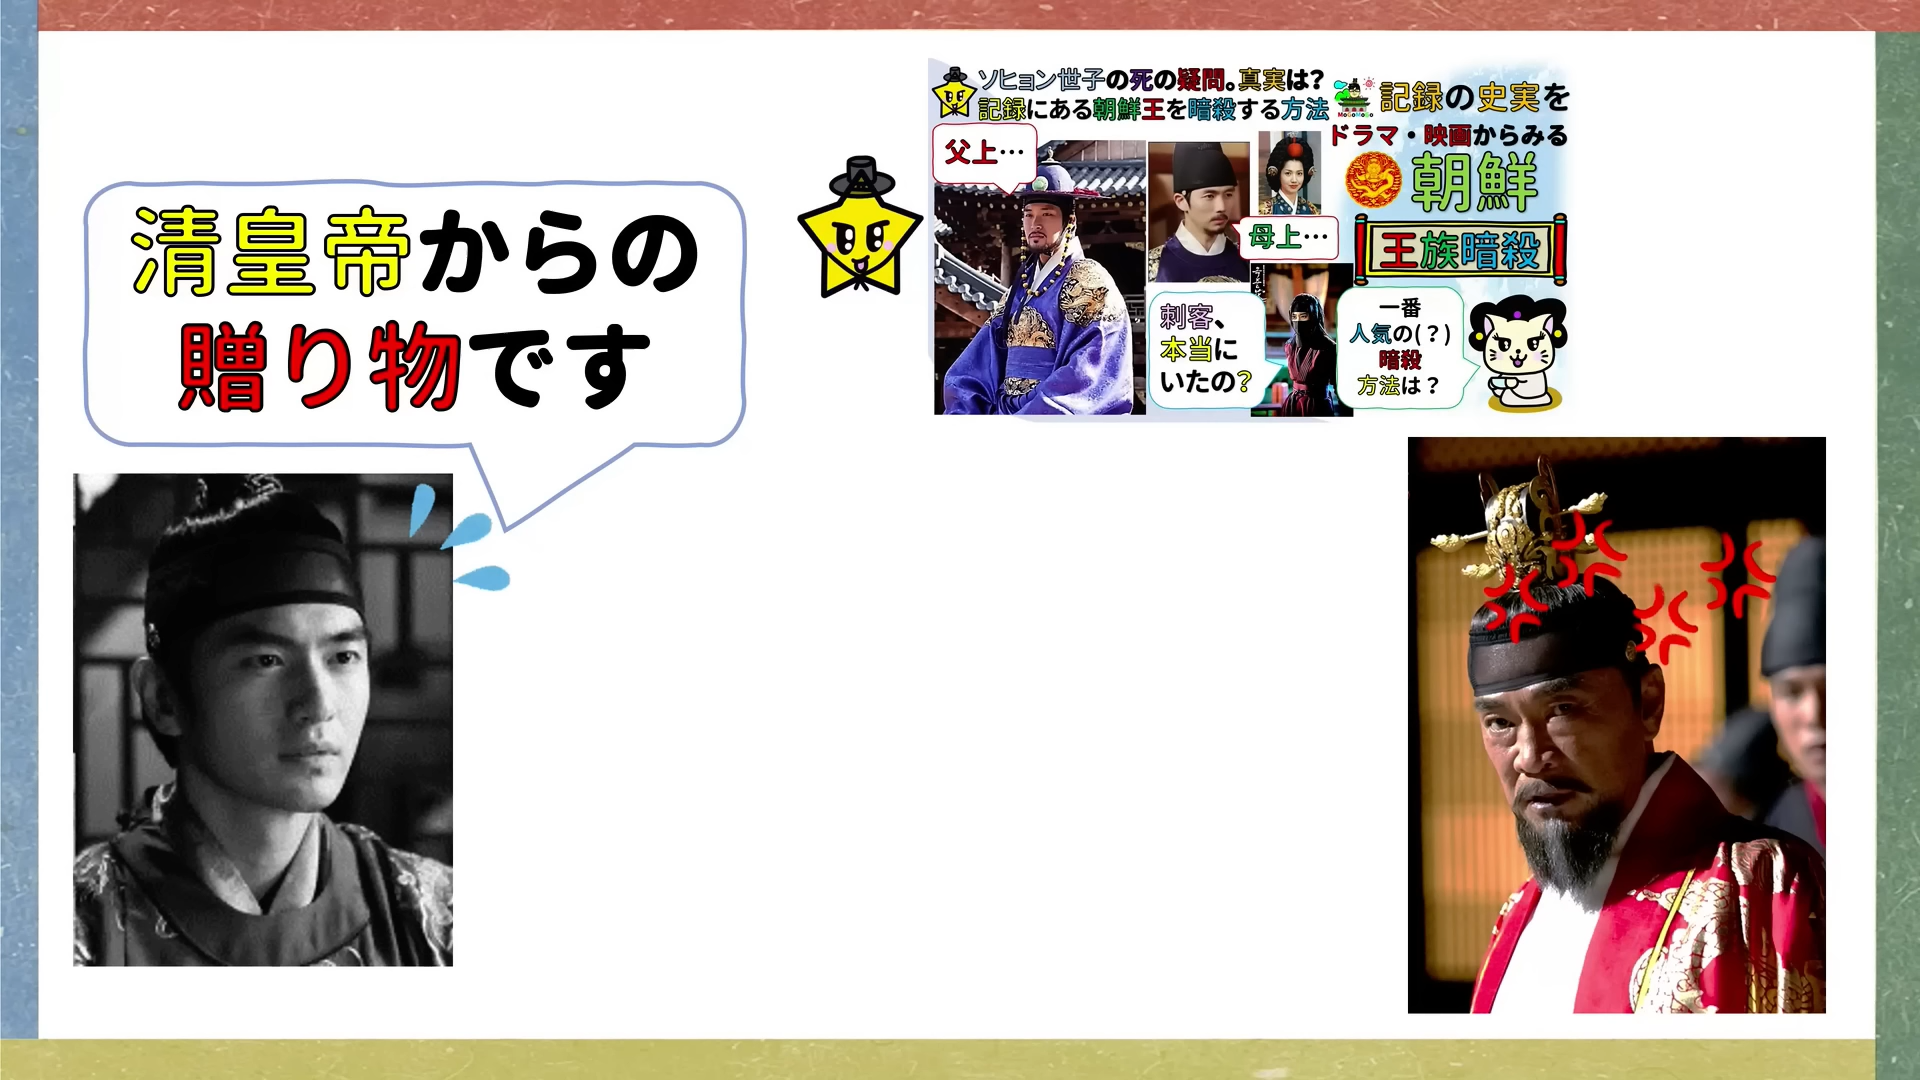 清皇帝からの
贈り物です
ソヒョン世子の死の疑問。真実は?
記録にある朝鮮王を暗殺する方法
父上…
母上…
刺客、
本当に
いたの?
MoGoMoGo
記録の史実を
ドラマ・映画からみる
朝鮮
王族暗殺
一番
人気の(?)
暗殺
方法は?